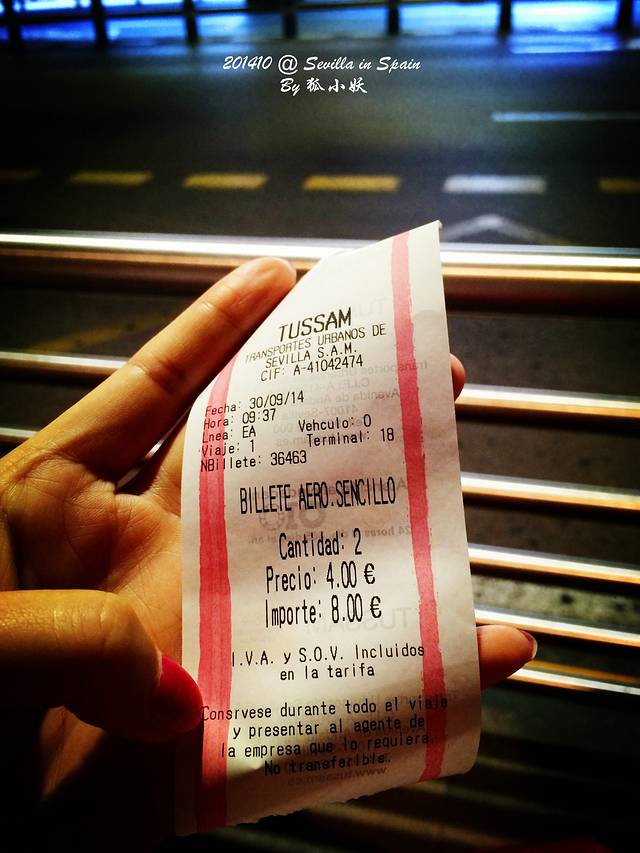 201410 @ Sevilla in Spain
By 狐小妖
TUSSAM
TRANSPORTES URBANOS DE
SEVILLA S.A.M.
CIF: A-41042474
Fecha: 30/09/14
Hora: 09:37
Lnea: EA Vehculo: 0
Viaje: 1 Terminal: 18
NBillete: 36463
BILLETE AERO.SENCILLO
Cantidad: 2
Precio: 4.00 €
Importe: 8.00 €
I.V.A. y S.O.V. Incluidos
en la tarifa
Consrvese durante todo el viaje
y presentar al agente de
la empresa que lo requiera.
No transferible.